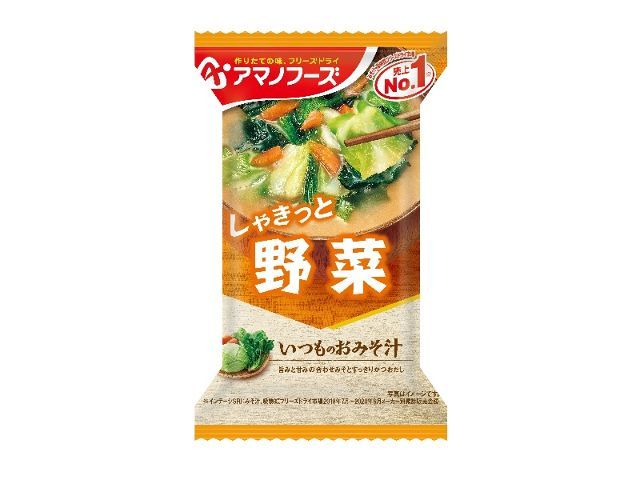 作りたての味、フリーズドライ
アマノフーズ
売上
No.1
しゃきっと
野菜
いつものおみそ汁
旨みと甘みの合わせみそとすっきりかつおだし
写真はイメージです。